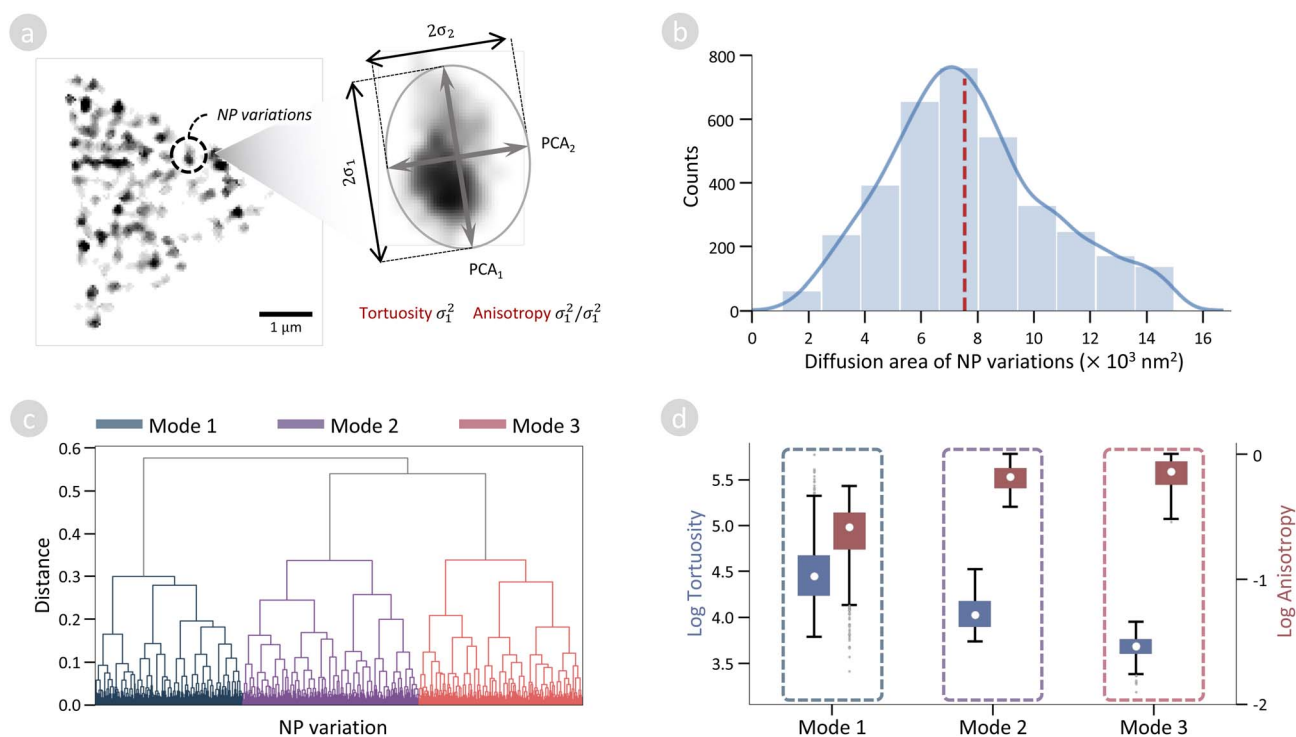 a
NP variations
2σ₂
2σ₁
PCA₂
PCA₁
1 μm
Tortuosity σ₁² Anisotropy σ₁²/σ₁²
b
800
600
400
200
0
Counts
0 2 4 6 8 10 12 14 16
Diffusion area of NP variations (× 10³ nm²)
c
Mode 1 Mode 2 Mode 3
0.6
0.5
0.4
0.3
0.2
0.1
0.0
Distance
NP variation
d
5.5
5.0
4.5
4.0
3.5
Log Tortuosity
0
-1
-2
Log Anisotropy
Mode 1 Mode 2 Mode 3